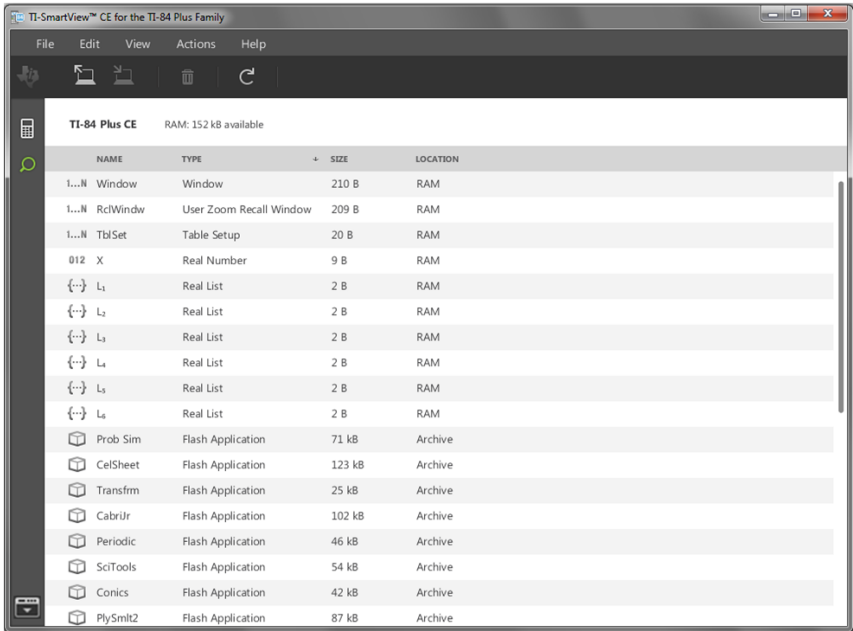 TI-SmartView™ CE for the TI-84 Plus Family
File Edit View Actions Help
TI-84 Plus CE RAM: 152 kB available
NAME TYPE SIZE LOCATION
1...N Window Window 210 B RAM
1...N RclWindw User Zoom Recall Window 209 B RAM
1...N TblSet Table Setup 20 B RAM
012 X Real Number 9 B RAM
{...} L₁ Real List 2 B RAM
{...} L₂ Real List 2 B RAM
{...} L₃ Real List 2 B RAM
{...} L₄ Real List 2 B RAM
{...} L₅ Real List 2 B RAM
{...} L₆ Real List 2 B RAM
Prob Sim Flash Application 71 kB Archive
CelSheet Flash Application 123 kB Archive
Transfrm Flash Application 25 kB Archive
CabriJr Flash Application 102 kB Archive
Periodic Flash Application 46 kB Archive
SciTools Flash Application 54 kB Archive
Conics Flash Application 42 kB Archive
PlySmlt2 Flash Application 87 kB Archive